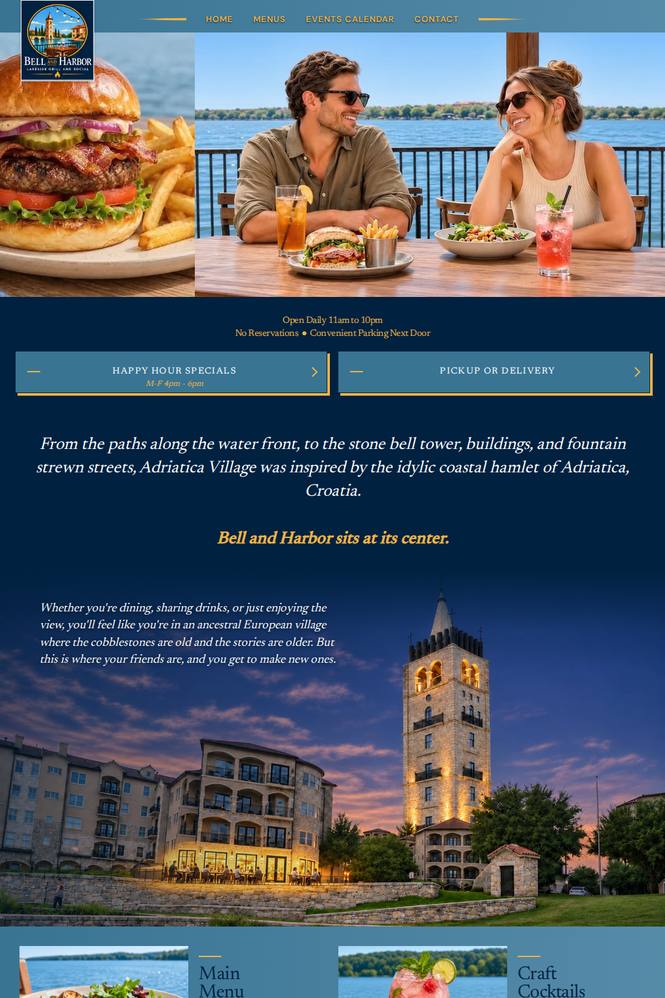 HOME MENUS EVENTS CALENDAR CONTACT
BELL AND HARBOR
LAKESIDE GRILL AND SOCIAL
Open Daily 11am to 10pm
No Reservations ● Convenient Parking Next Door
HAPPY HOUR SPECIALS
M-F 4pm - 6pm
PICKUP OR DELIVERY
From the paths along the water front, to the stone bell tower, buildings, and fountain
strewn streets, Adriatica Village was inspired by the idylic coastal hamlet of Adriatica,
Croatia.
Bell and Harbor sits at its center.
Whether you're dining, sharing drinks, or just enjoying the
view, you'll feel like you're in an ancestral European village
where the cobblestones are old and the stories are older. But
this is where your friends are, and you get to make new ones.
Main
Menu
Craft
Cocktails